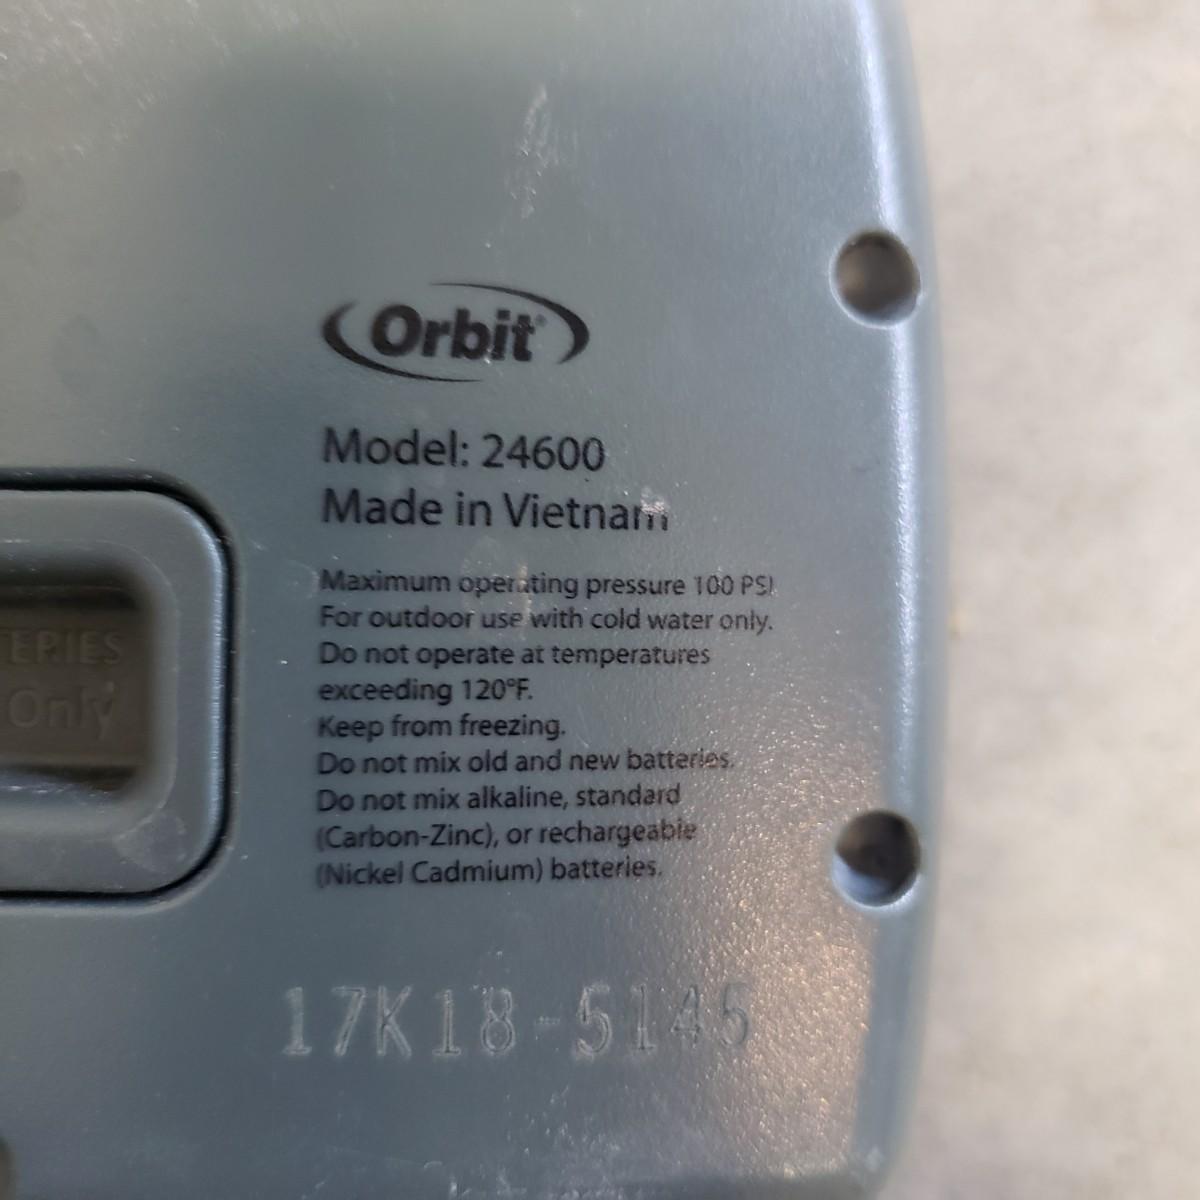 Orbit®
Model: 24600
Made in Vietnam
Maximum operating pressure 100 PSI
For outdoor use with cold water only.
Do not operate at temperatures
exceeding 120°F.
Keep from freezing.
Do not mix old and new batteries.
Do not mix alkaline, standard
(Carbon-Zinc), or rechargeable
(Nickel Cadmium) batteries.
TERIES
Only
17K18-5145